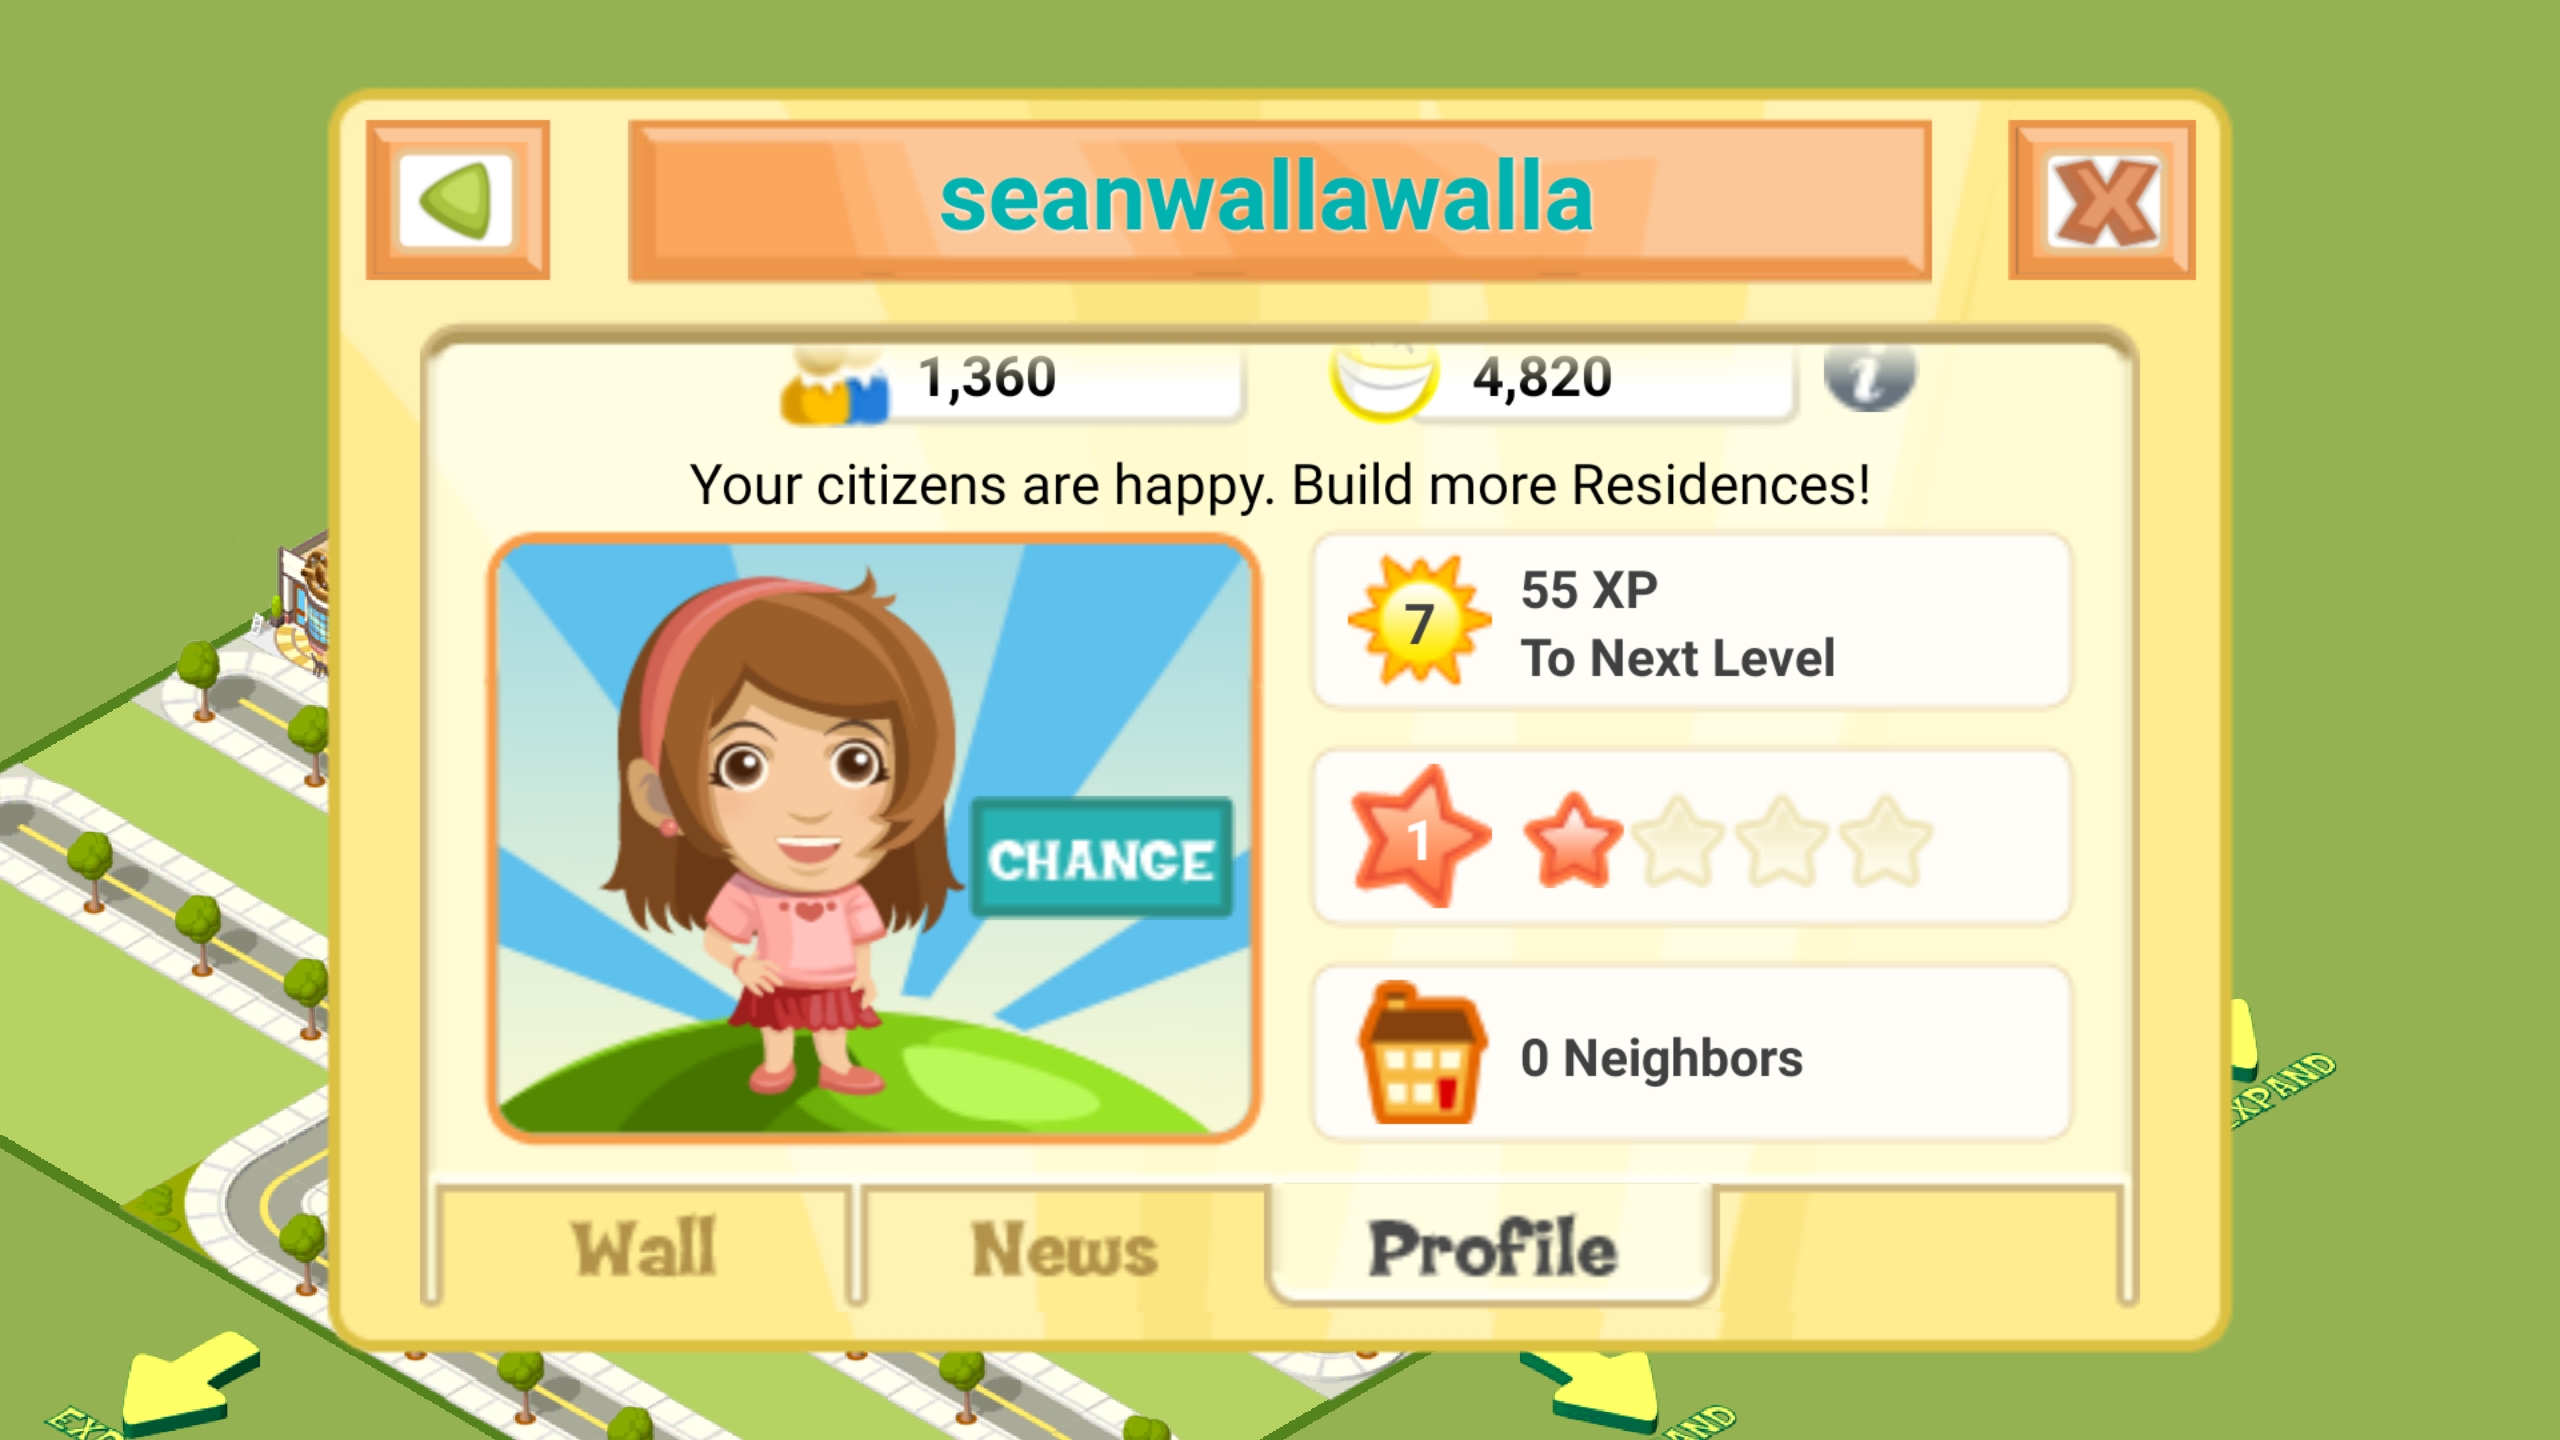 seanwallawalla
1,360
4,820
i
Your citizens are happy. Build more Residences!
7
55 XP
To Next Level
CHANGE
1
0 Neighbors
EXPAND
Wall
News
Profile